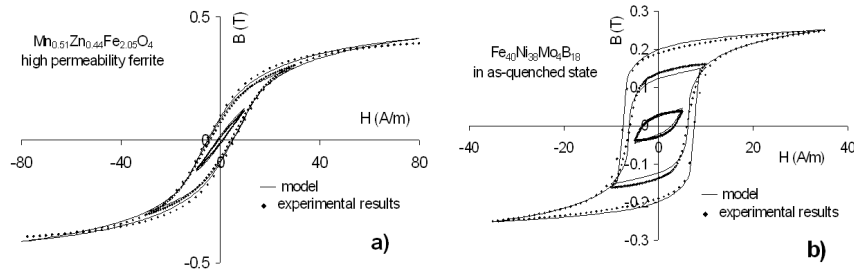 0.5
B (T)
Mn0.51Zn0.44Fe2.05O4
high permeability ferrite
H (A/m)
0
-80
-40
0
40
80
model
experimental results
-0.5
a)
0.3
B (T)
0.2
Fe40Ni38Mo4B18
in as-quenched state
0.1
0
-40
-20
0
20
40
-0.1
H (A/m)
-0.2
model
experimental results
-0.3
b)